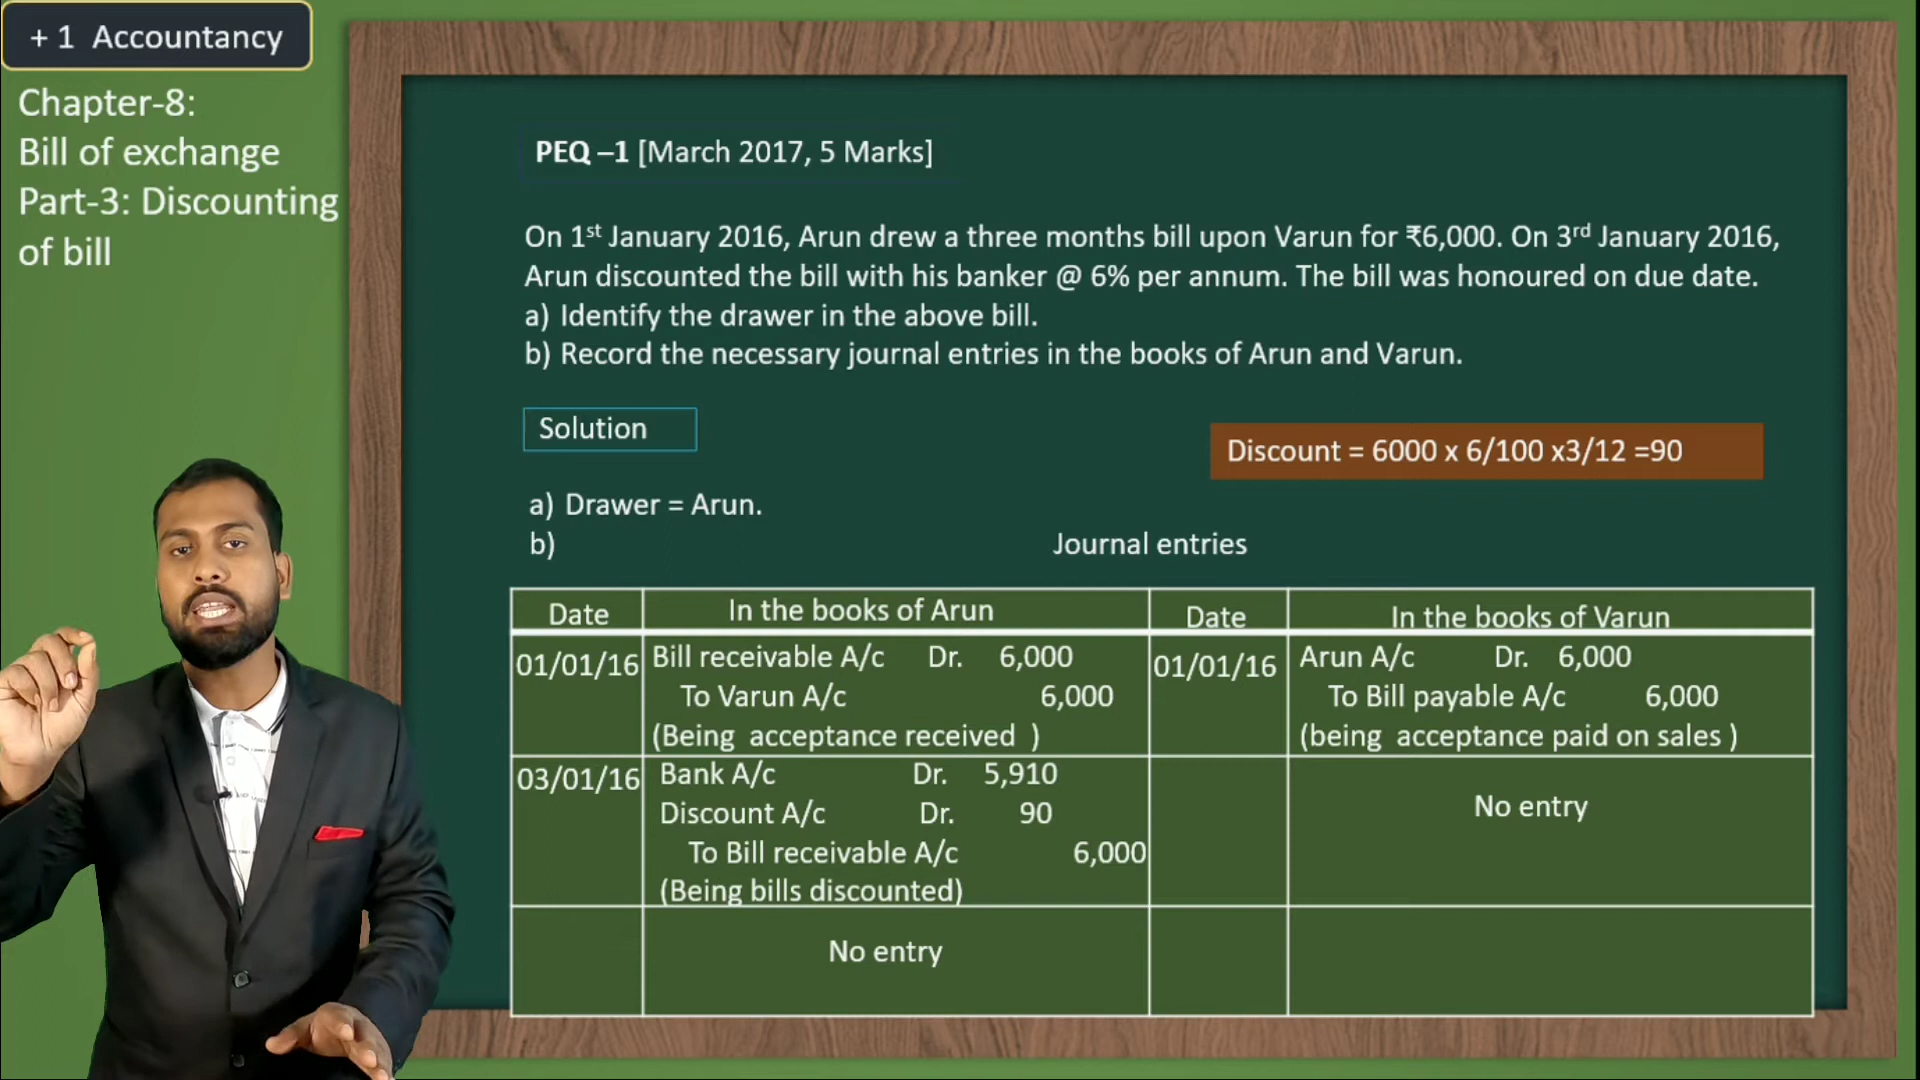 + 1 Accountancy
Chapter-8:
Bill of exchange
Part-3: Discounting
of bill
PEQ –1 [March 2017, 5 Marks]
On 1st January 2016, Arun drew a three months bill upon Varun for ₹6,000. On 3rd January 2016,
Arun discounted the bill with his banker @ 6% per annum. The bill was honoured on due date.
a) Identify the drawer in the above bill.
b) Record the necessary journal entries in the books of Arun and Varun.
Solution
Discount = 6000 x 6/100 x3/12 =90
a) Drawer = Arun.
b) Journal entries
Date In the books of Arun Date In the books of Varun
01/01/16 Bill receivable A/c Dr. 6,000 01/01/16 Arun A/c Dr. 6,000
To Varun A/c 6,000 To Bill payable A/c 6,000
(Being acceptance received ) (being acceptance paid on sales )
03/01/16 Bank A/c Dr. 5,910
Discount A/c Dr. 90 No entry
To Bill receivable A/c 6,000
(Being bills discounted)
No entry